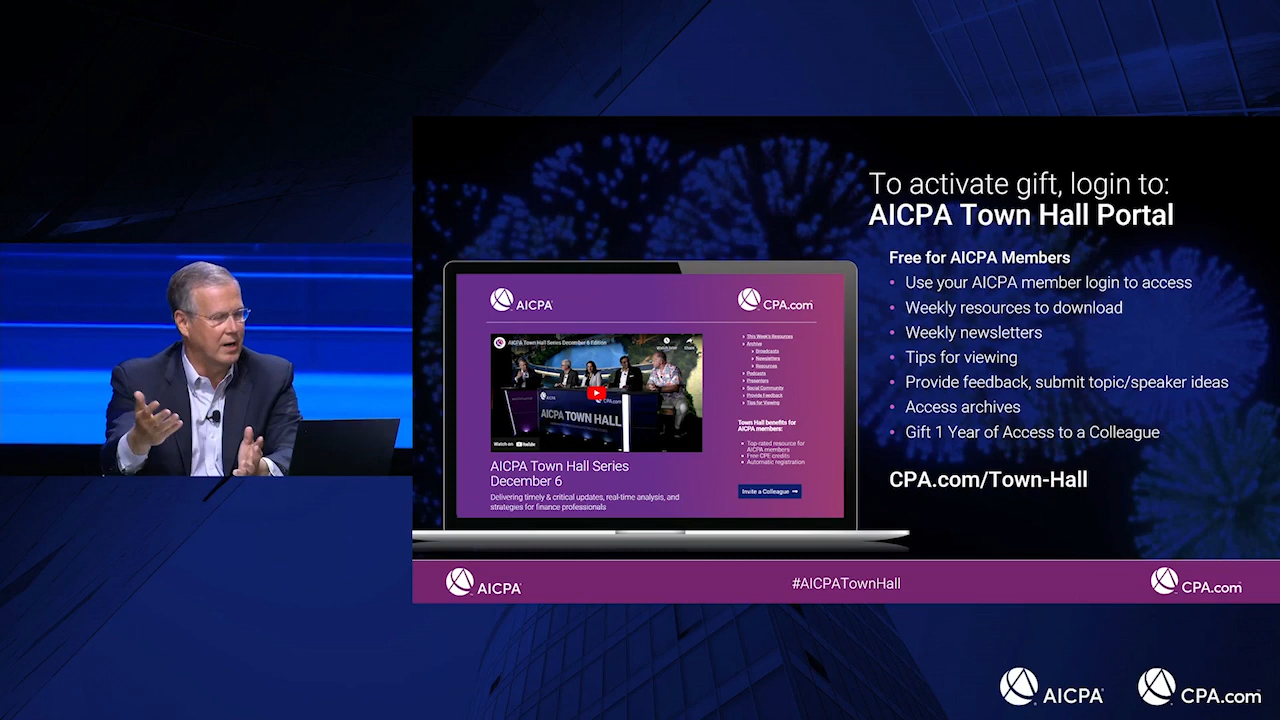 To activate gift, login to:
AICPA Town Hall Portal
Free for AICPA Members
• Use your AICPA member login to access
• Weekly resources to download
• Weekly newsletters
• Tips for viewing
• Provide feedback, submit topic/speaker ideas
• Access archives
• Gift 1 Year of Access to a Colleague
CPA.com/Town-Hall
AICPA
CPA.com
AICPA Town Hall Series December 6 Edition
Watch later
Share
AICPA
CPA.com
AICPA TOWN HALL
Watch on YouTube
AICPA Town Hall Series
December 6
Delivering timely & critical updates, real-time analysis, and
strategies for finance professionals
This Week's Resources
Archive
Broadcasts
Newsletters
Resources
Podcasts
Presenters
Social Community
Provide Feedback
Tips for Viewing
Town Hall benefits for
AICPA members:
• Top rated resource for
AICPA members
• Free CPE credits
• Automatic registration
Invite a Colleague
AICPA
#AICPATownHall
CPA.com
AICPA
CPA.com